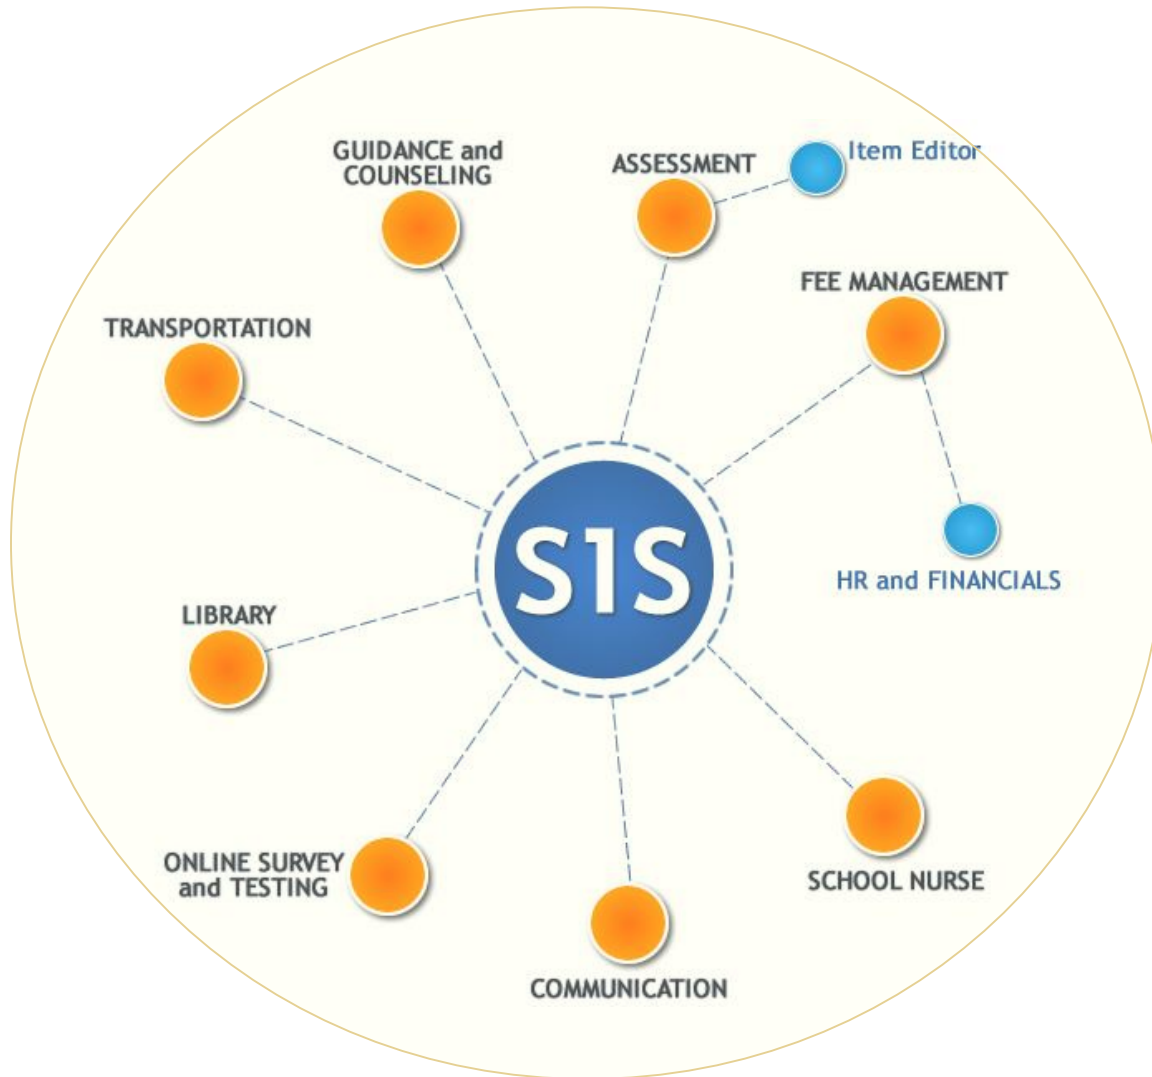 GUIDANCE and
COUNSELING
ASSESSMENT
Item Editor
FEE MANAGEMENT
TRANSPORTATION
S1S
HR and FINANCIALS
LIBRARY
ONLINE SURVEY
and TESTING
SCHOOL NURSE
COMMUNICATION